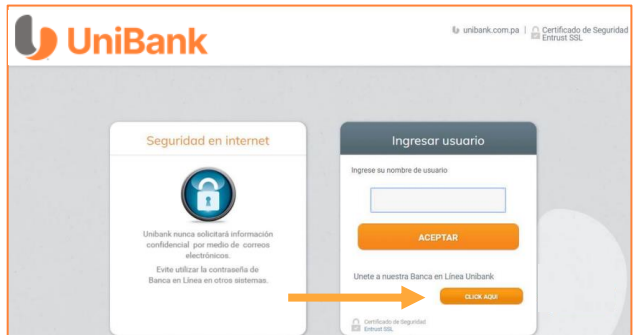 UniBank
unibank.com.pa | Certificado de Seguridad
Entrust SSL
Seguridad en internet
Unibank nunca solicitará información
confidencial por medio de correos
electrónicos.
Evite utilizar la contraseña de
Banca en Línea en otros sistemas.
Ingresar usuario
Ingrese su nombre de usuario
ACEPTAR
Unete a nuestra Banca en Línea Unibank
CLICK AQUI
Certificado de Seguridad
Entrust SSL